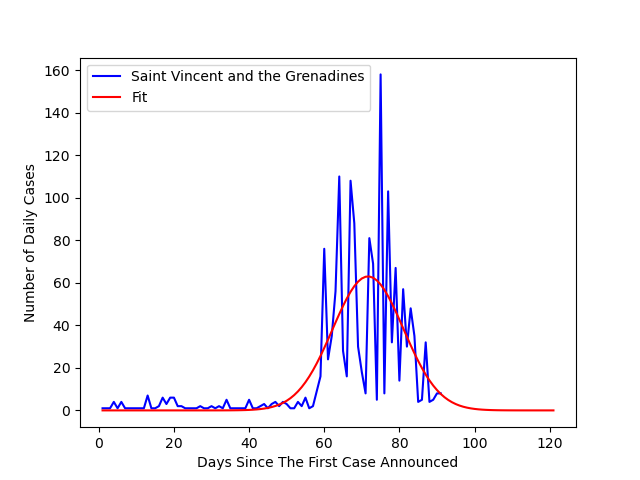 Saint Vincent and the Grenadines
Fit
160
140
120
100
80
60
40
20
0
Number of Daily Cases
0 20 40 60 80 100 120
Days Since The First Case Announced